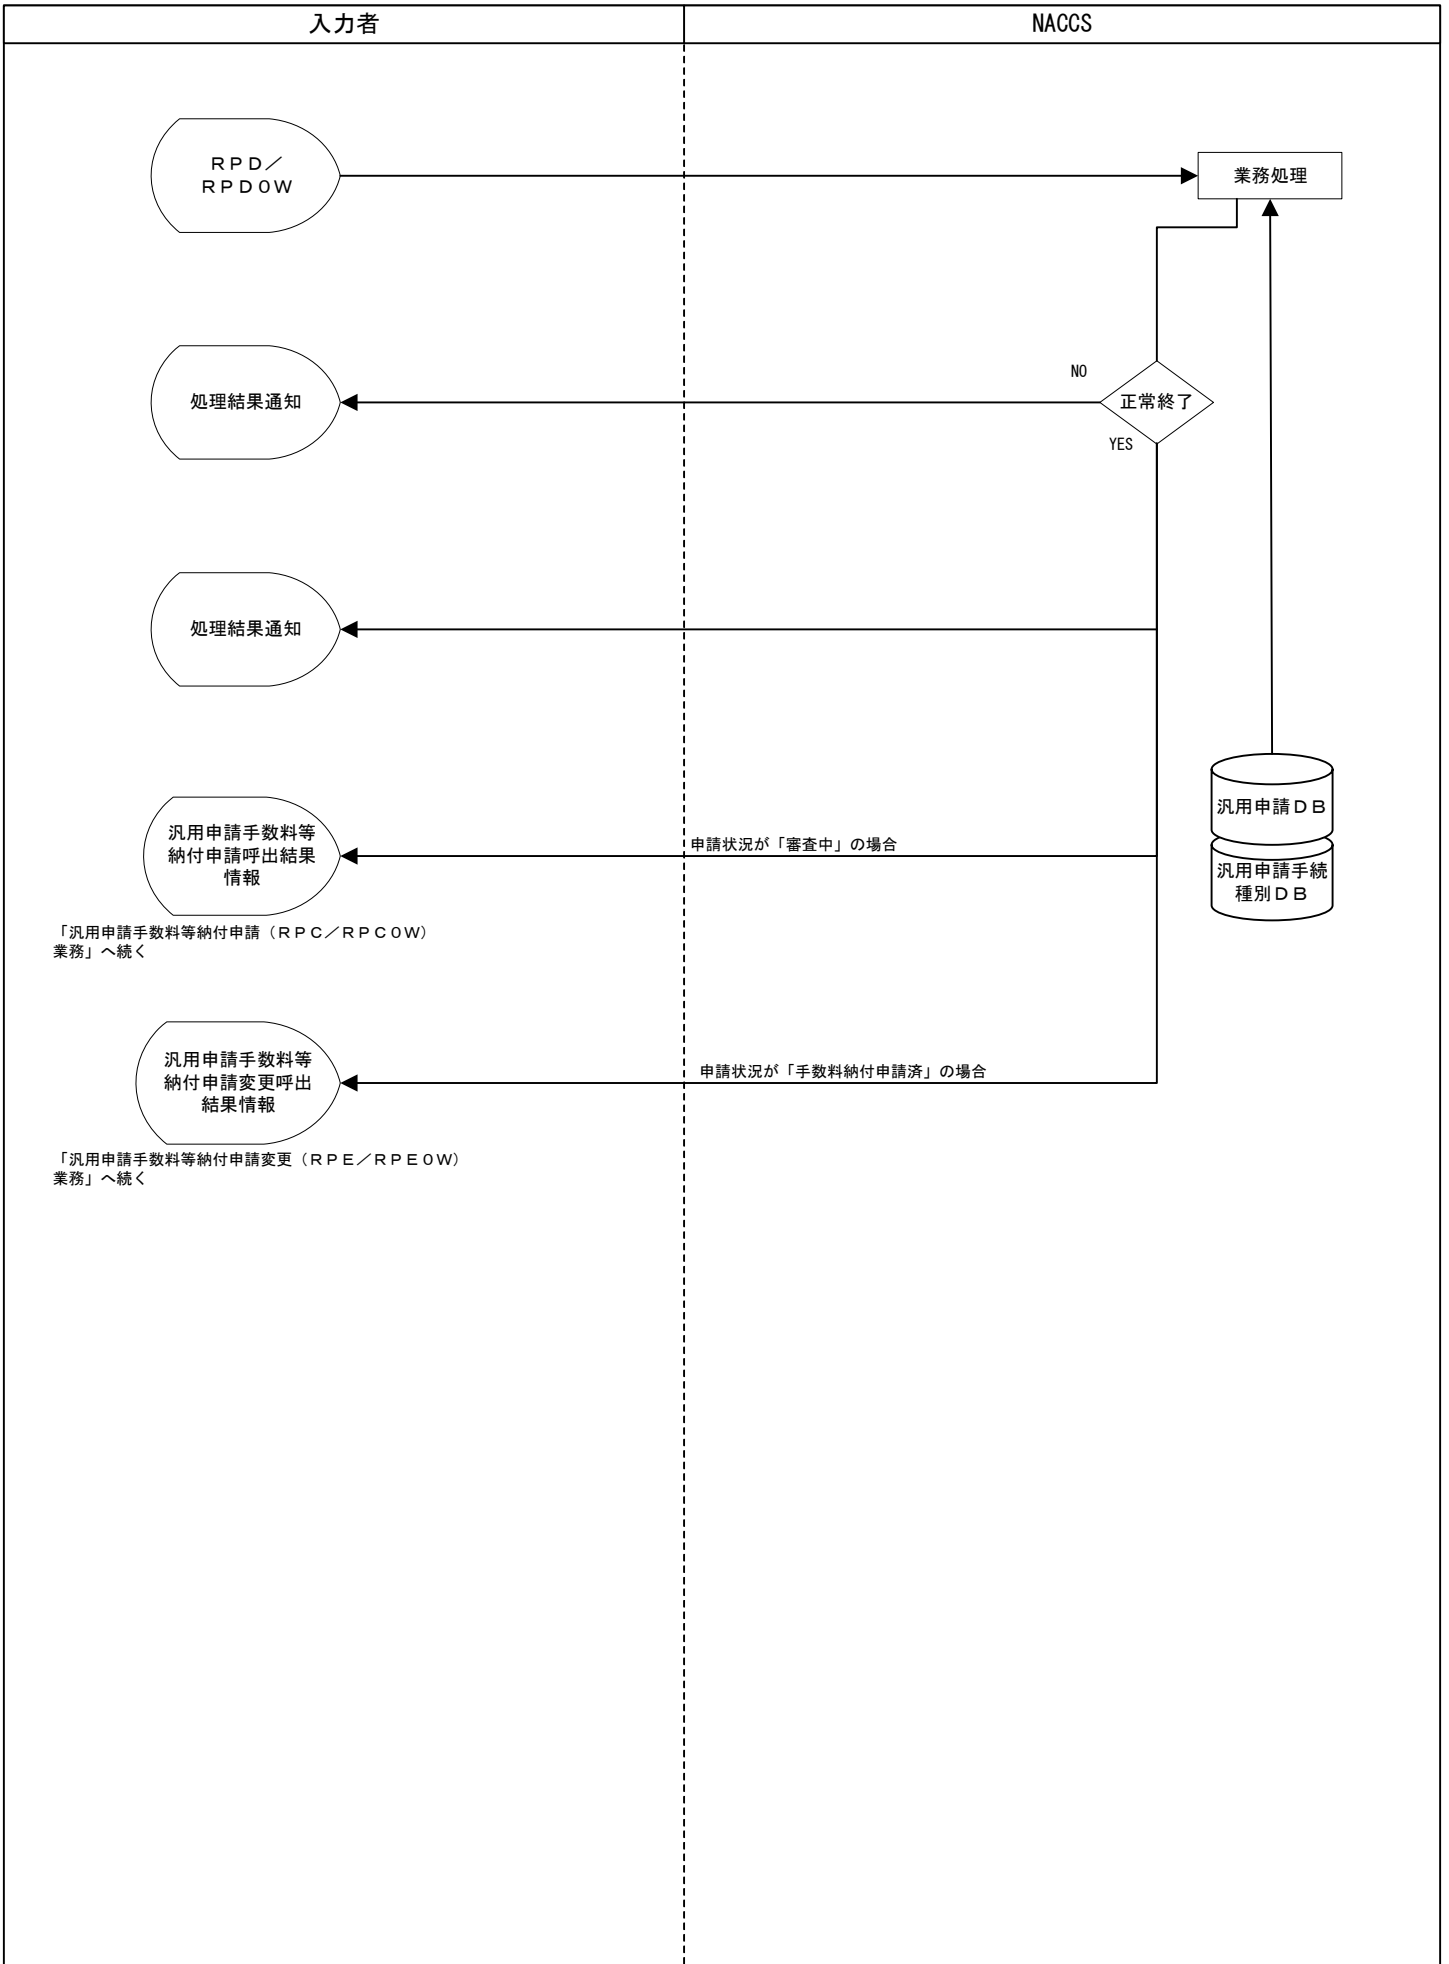 入力者
NACCS
ＲＰＤ／
ＲＰＤ０Ｗ
業務処理
NO
処理結果通知
正常終了
YES
処理結果通知
汎用申請手数料等
納付申請呼出結果
情報
申請状況が「審査中」の場合
汎用申請ＤＢ
汎用申請手続
種別ＤＢ
「汎用申請手数料等納付申請（ＲＰＣ／ＲＰＣ０Ｗ）
業務」へ続く
汎用申請手数料等
納付申請変更呼出
結果情報
申請状況が「手数料納付申請済」の場合
「汎用申請手数料等納付申請変更（ＲＰＥ／ＲＰＥ０Ｗ）
業務」へ続く